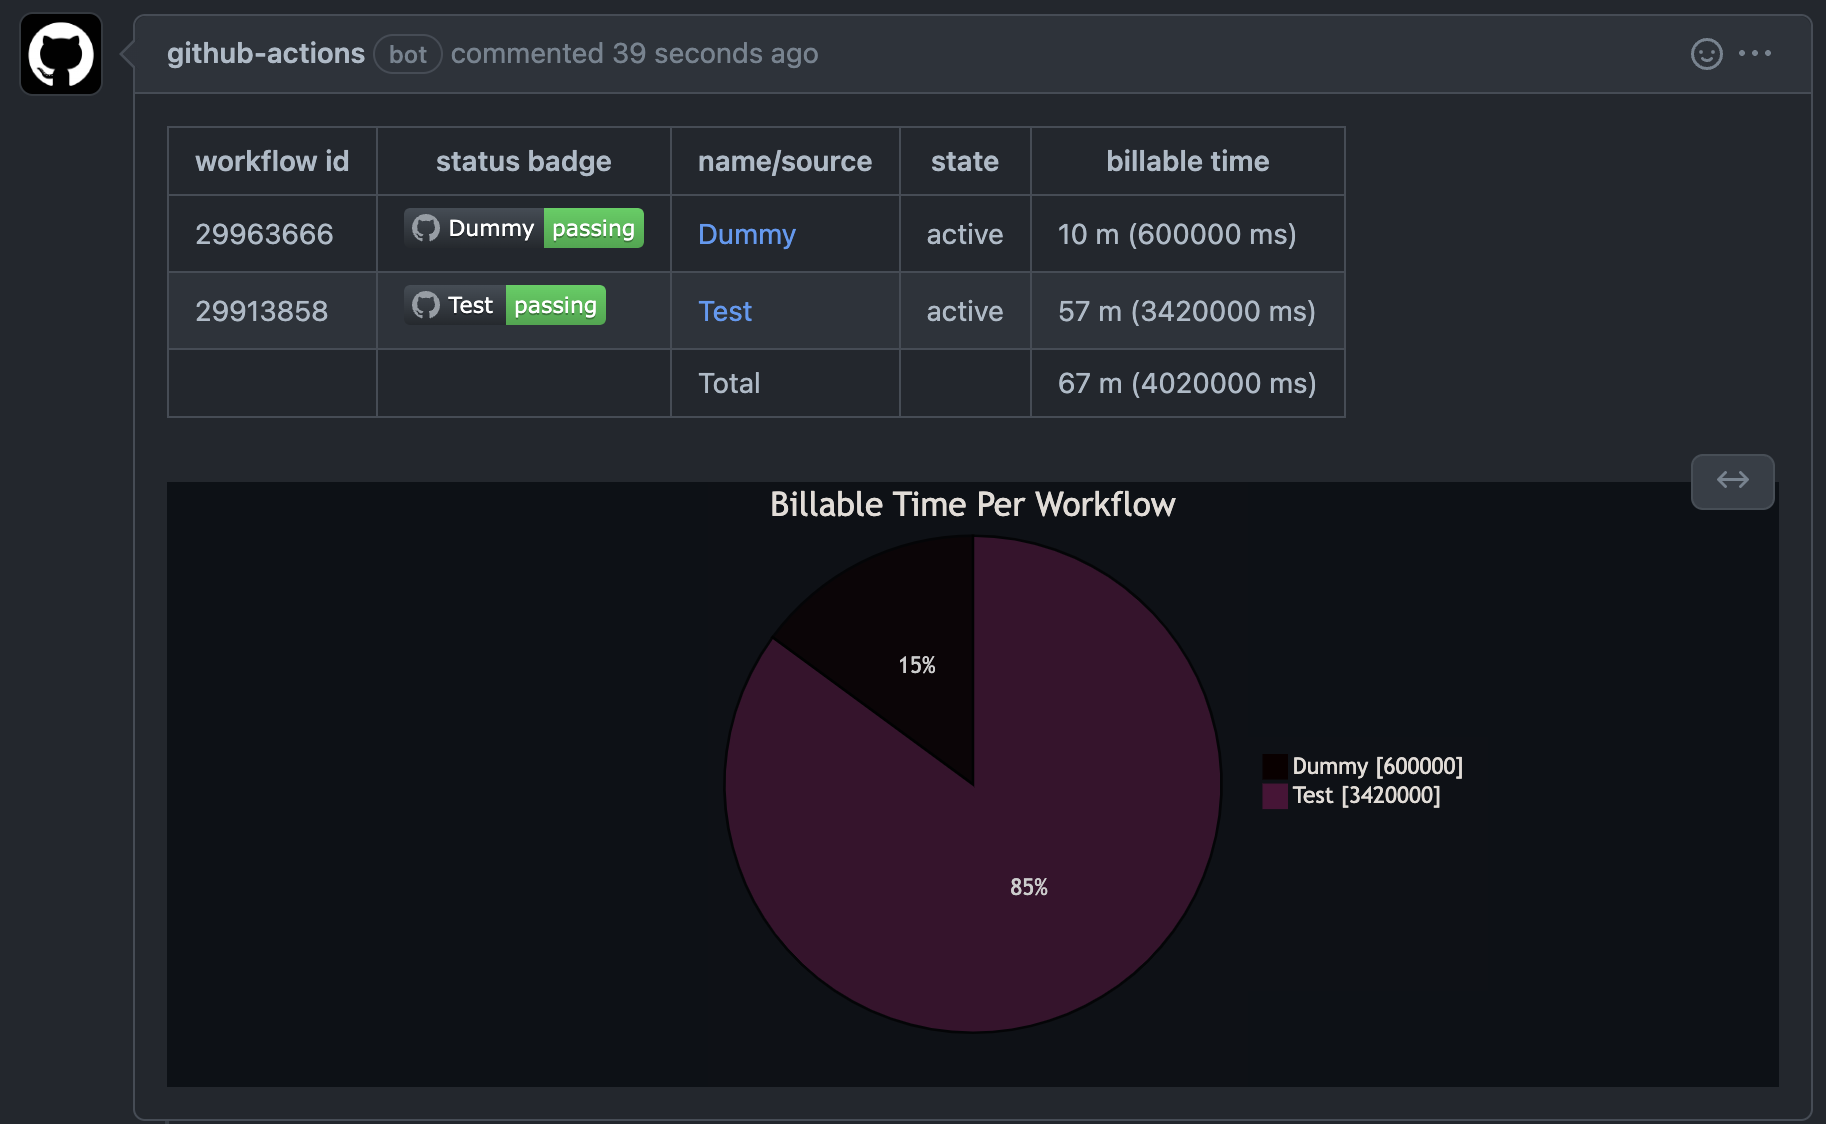 github-actions bot commented 39 seconds ago
workflow id status badge name/source state billable time
29963666 Dummy passing Dummy active 10 m (600000 ms)
29913858 Test passing Test active 57 m (3420000 ms)
Total 67 m (4020000 ms)
Billable Time Per Workflow
15%
Dummy [600000]
Test [3420000]
85%